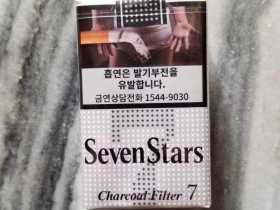 흡연은 발기부전을
유발합니다.
금연상담전화 1544-9030
SevenStars
Charcoal Filter 7